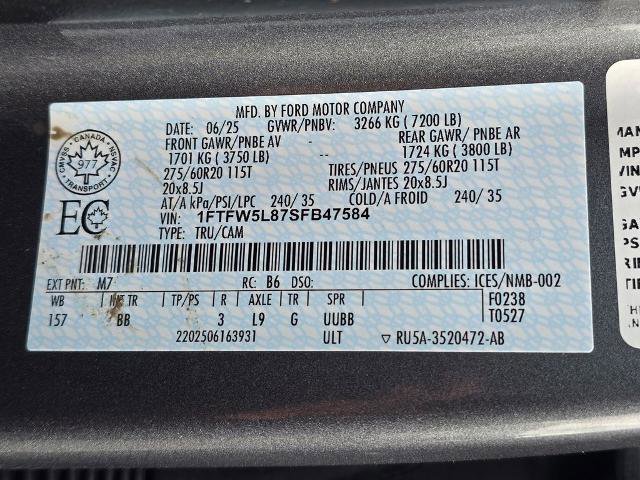 MFD. BY FORD MOTOR COMPANY
DATE: 06/25 GVWR/PNBV: 3266 KG ( 7200 LB)
FRONT GAWR/PNBE AV -- REAR GAWR/ PNBE AR
1701 KG ( 3750 LB) -- 1724 KG ( 3800 LB)
275/60R20 115T TIRES/PNEUS 275/60R20 115T
20x8.5J RIMS/JANTES 20x8.5J
AT/A kPa/PSI/LPC 240/ 35 COLD/A FROID 240/ 35
VIN: 1FTFW5L87SFB47584
TYPE: TRU/CAM
CANADA
977
TRANSPORT
CMVSS
NSVAC
EC
EXT PNT: M7 RC: B6 DSO: COMPLIES: ICES/NMB-002
WB INT TR TP/PS R AXLE TR SPR F0238
157 BB 3 L9 G UUBB T0527
2202506163931 ULT ▽ RU5A-3520472-AB